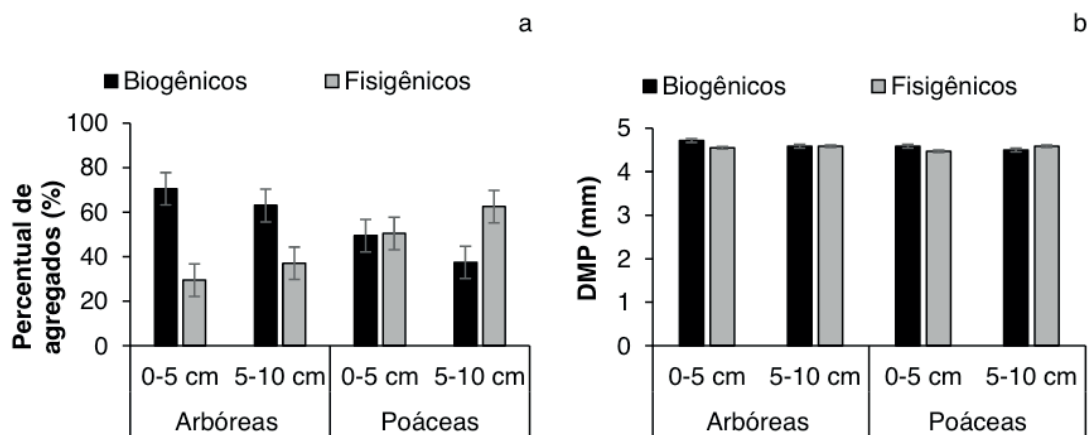 a
■Biogênicos ■Fisigênicos
Percentual de
agregados (%)
100
80
60
40
20
0
0-5 cm 5-10 cm 0-5 cm 5-10 cm
Arbóreas Poáceas
b
■Biogênicos ■Fisigênicos
DMP (mm)
5
4
3
2
1
0
0-5 cm 5-10 cm 0-5 cm 5-10 cm
Arbóreas Poáceas